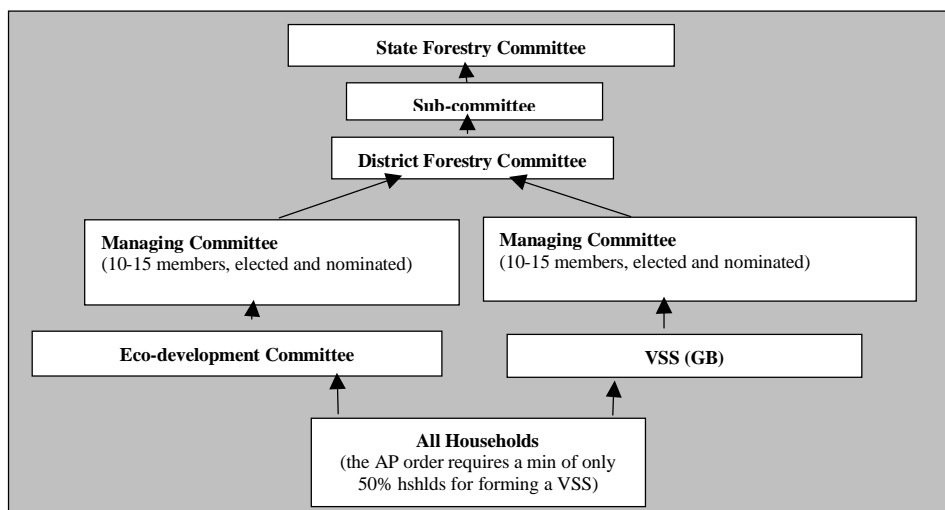 State Forestry Committee
Sub-committee
District Forestry Committee
Managing Committee
(10-15 members, elected and nominated)
Managing Committee
(10-15 members, elected and nominated)
Eco-development Committee
VSS (GB)
All Households
(the AP order requires a min of only
50% hshlds for forming a VSS)